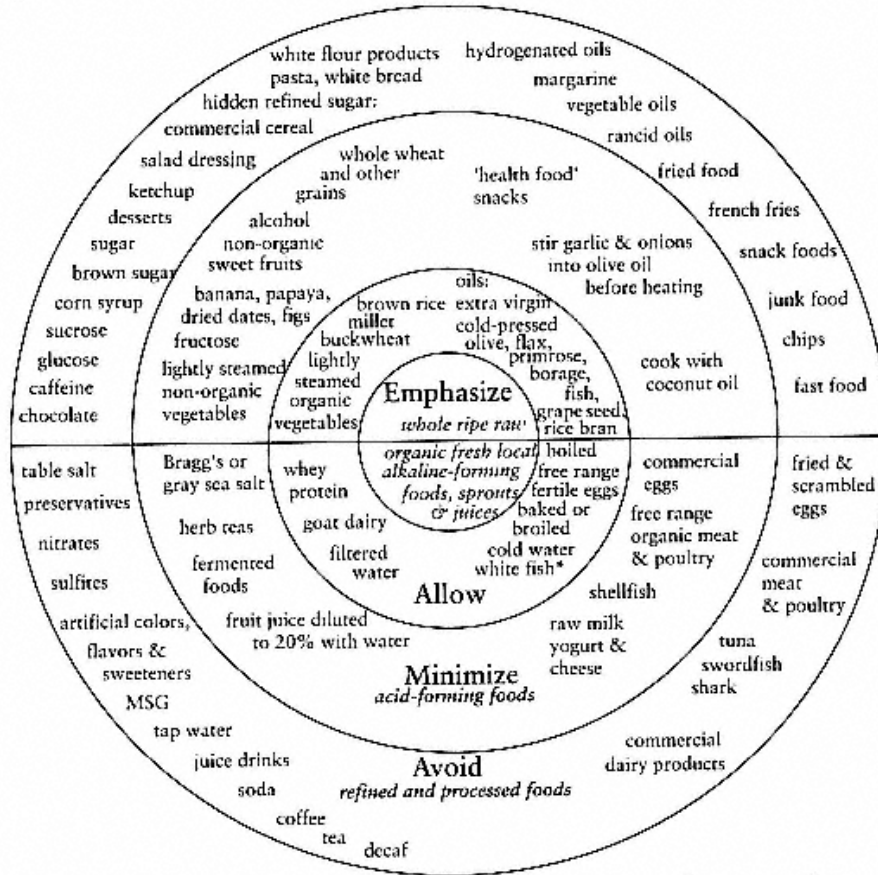 white flour products
pasta, white bread
hidden refined sugar:
commercial cereal
salad dressing
ketchup
desserts
sugar
brown sugar
corn syrup
sucrose
glucose
caffeine
chocolate
hydrogenated oils
margarine
vegetable oils
rancid oils
fried food
french fries
snack foods
junk food
chips
fast food
whole wheat
and other
grains
alcohol
non-organic
sweet fruits
banana, papaya,
dried dates, figs
fructose
lightly steamed
non-organic
vegetables
'health food'
snacks
stir garlic & onions
into olive oil
before heating
cook with
coconut oil
brown rice
millet
buckwheat
lightly
steamed
organic
vegetables
oils:
extra virgin
cold-pressed
olive, flax,
primrose,
borage,
fish,
grape seed,
rice bran
Emphasize
whole ripe raw
organic fresh local
alkaline-forming
foods, sprouts
& juices
whey
protein
goat dairy
filtered
water
boiled
free range
fertile eggs
baked or
broiled
cold water
white fish*
Allow
Bragg's or
gray sea salt
herb teas
fermented
foods
fruit juice diluted
to 20% with water
commercial
eggs
free range
organic meat
& poultry
shellfish
raw milk
yogurt &
cheese
Minimize
acid-forming foods
table salt
preservatives
nitrates
sulfites
artificial colors,
flavors &
sweeteners
MSG
tap water
juice drinks
soda
coffee
tea
decaf
fried &
scrambled
eggs
commercial
meat
& poultry
tuna
swordfish
shark
commercial
dairy products
Avoid
refined and processed foods